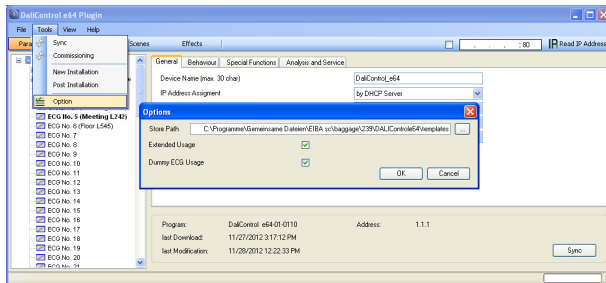 DaliControl e64 Plugin
File Tools View Help
Para Scenes Effects . . . : 80 Read IP Address
Sync
Commissioning
New Installation
Post Installation
Option
General Behaviour Special Functions Analysis and Service
Device Name (max. 30 char) DaliControl_e64
IP Address Assigment by DHCP Server
Options
Store Path C:\Programme\Gemeinsame Dateien\EIBA sc\baggage\239\DALIControle64\templates ...
Extended Usage
Dummy ECG Usage
OK Cancel
ECG No. 5 (Meeting L242)
ECG No. 6 (Floor L545)
ECG No. 7
ECG No. 8
ECG No. 9
ECG No. 10
ECG No. 11
ECG No. 12
ECG No. 13
ECG No. 14
ECG No. 15
ECG No. 16
ECG No. 17
ECG No. 18
ECG No. 19
ECG No. 20
ECG No. 21
Program: DaliControl e64-01-0110 Address: 1.1.1
last Download: 11/27/2012 3:17:12 PM
last Modification: 11/28/2012 12:22:33 PM
Sync